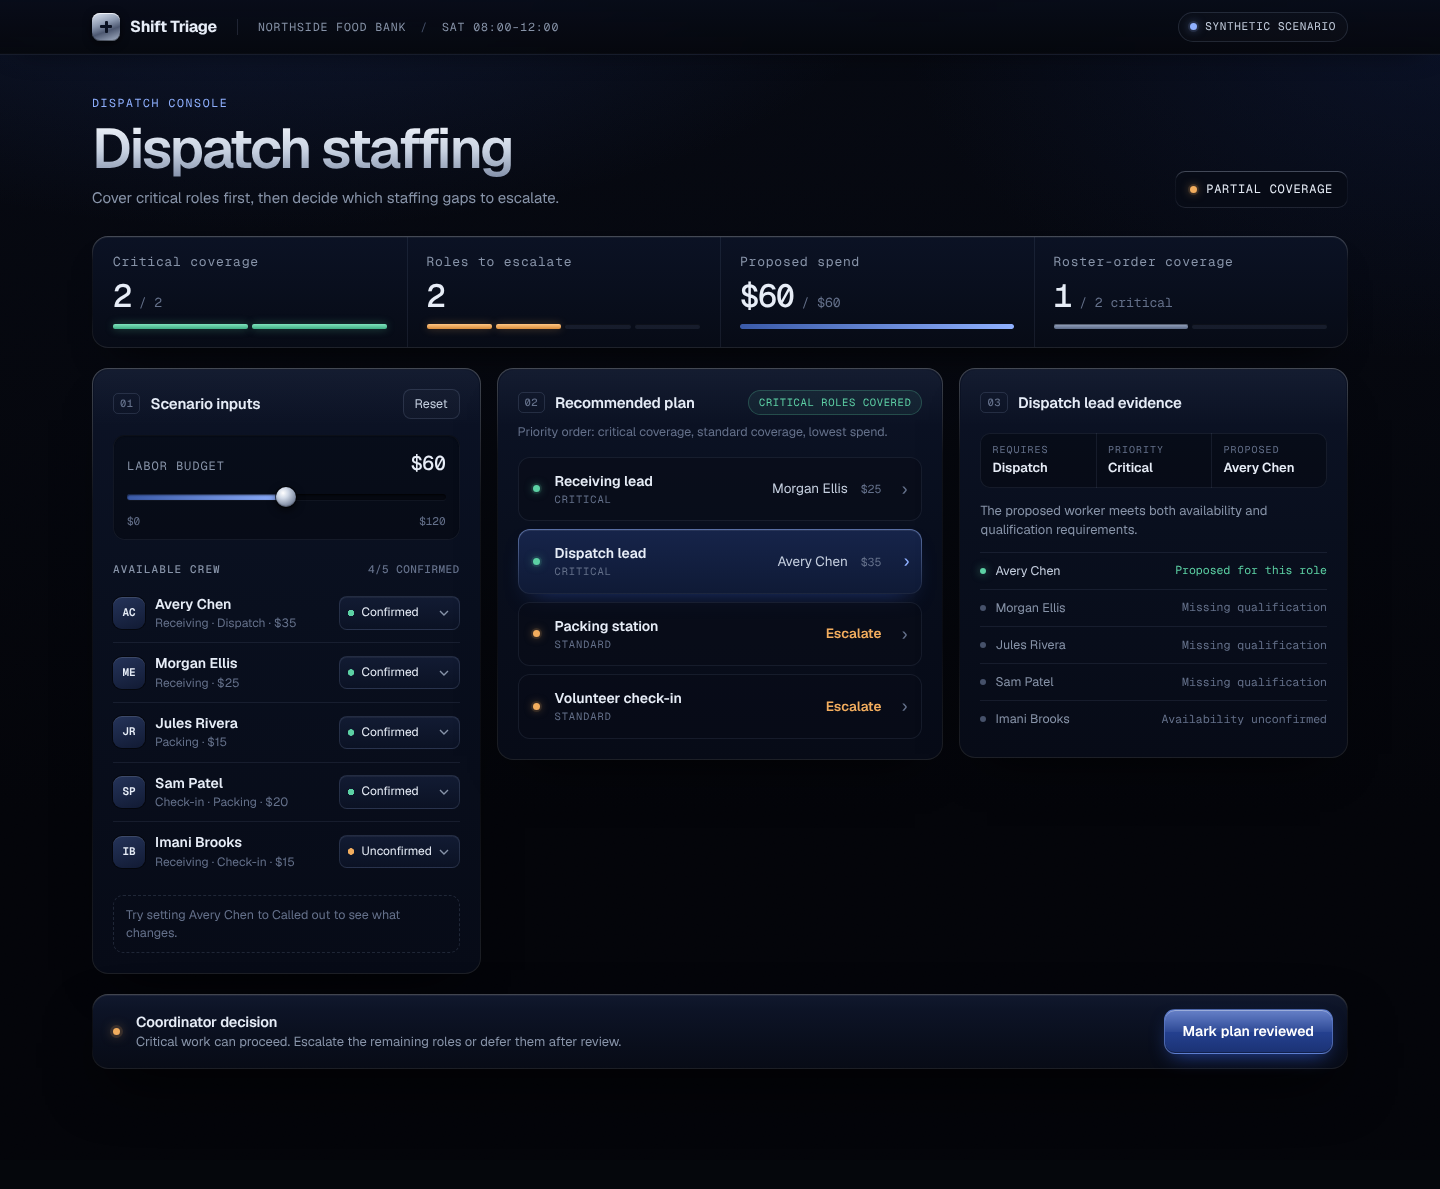 Shift Triage
NORTHSIDE FOOD BANK / SAT 08:00–12:00
SYNTHETIC SCENARIO
DISPATCH CONSOLE
Dispatch staffing
Cover critical roles first, then decide which staffing gaps to escalate.
PARTIAL COVERAGE
Critical coverage
2 / 2
Roles to escalate
2
Proposed spend
$60 / $60
Roster-order coverage
1 / 2 critical
01 Scenario inputs
Reset
LABOR BUDGET
$60
$0
$120
AVAILABLE CREW
4/5 CONFIRMED
AC
Avery Chen
Receiving · Dispatch · $35
Confirmed
ME
Morgan Ellis
Receiving · $25
Confirmed
JR
Jules Rivera
Packing · $15
Confirmed
SP
Sam Patel
Check-in · Packing · $20
Confirmed
IB
Imani Brooks
Receiving · Check-in · $15
Unconfirmed
Try setting Avery Chen to Called out to see what
changes.
02 Recommended plan
CRITICAL ROLES COVERED
Priority order: critical coverage, standard coverage, lowest spend.
Receiving lead
CRITICAL
Morgan Ellis $25 ›
Dispatch lead
CRITICAL
Avery Chen $35 ›
Packing station
STANDARD
Escalate ›
Volunteer check-in
STANDARD
Escalate ›
03 Dispatch lead evidence
REQUIRES
Dispatch
PRIORITY
Critical
PROPOSED
Avery Chen
The proposed worker meets both availability and
qualification requirements.
Avery Chen Proposed for this role
Morgan Ellis Missing qualification
Jules Rivera Missing qualification
Sam Patel Missing qualification
Imani Brooks Availability unconfirmed
Coordinator decision
Critical work can proceed. Escalate the remaining roles or defer them after review.
Mark plan reviewed